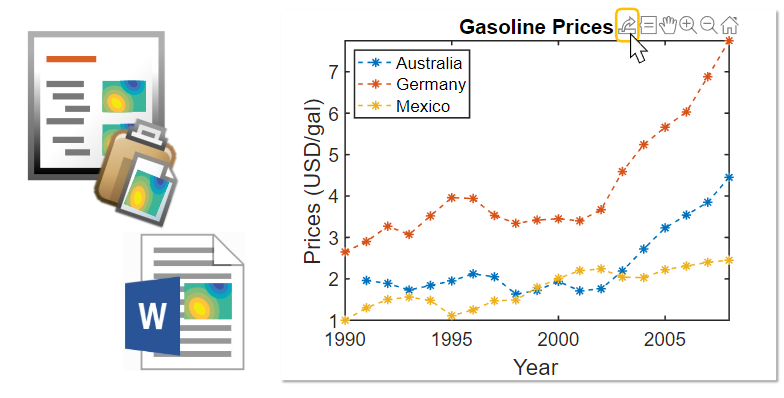 Gasoline Prices
Australia
Germany
Mexico
Prices (USD/gal)
7
6
5
4
3
2
1
1990
1995
2000
2005
Year
W